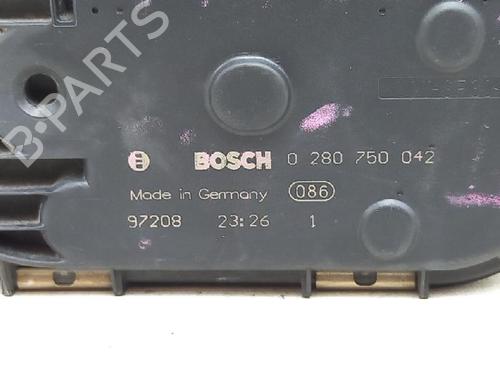 B-PARTS
BOSCH 0 280 750 042
Made in Germany 086
97208 23:26 1